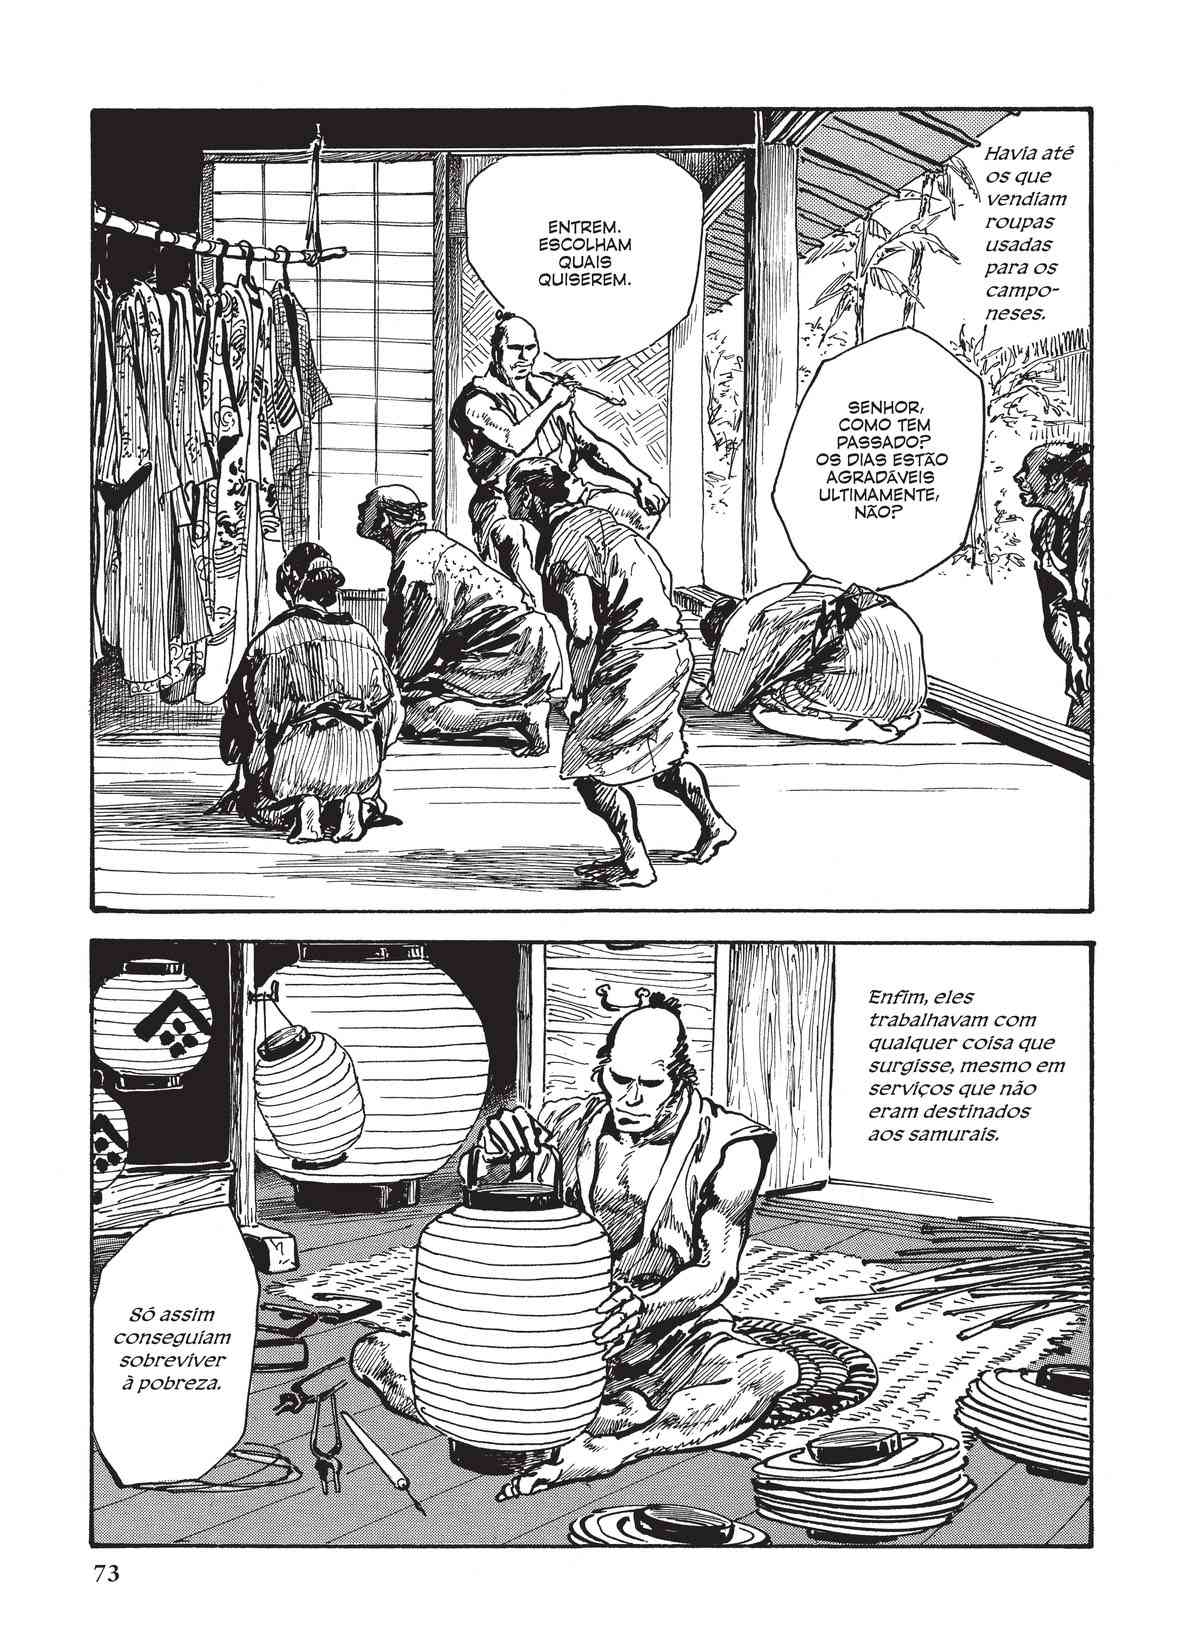 Havia até
os que
vendiam
roupas
usadas
para os
campo-
neses.
ENTREM.
ESCOLHAM
QUAIS
QUISEREM.
SENHOR,
COMO TEM
PASSADO?
OS DIAS ESTÃO
AGRADÁVEIS
ULTIMAMENTE,
NÃO?
Enfim, eles
trabalhavam com
qualquer coisa que
surgisse, mesmo em
serviços que não
eram destinados
aos samurais.
Só assim
conseguiam
sobreviver
à pobreza.
73